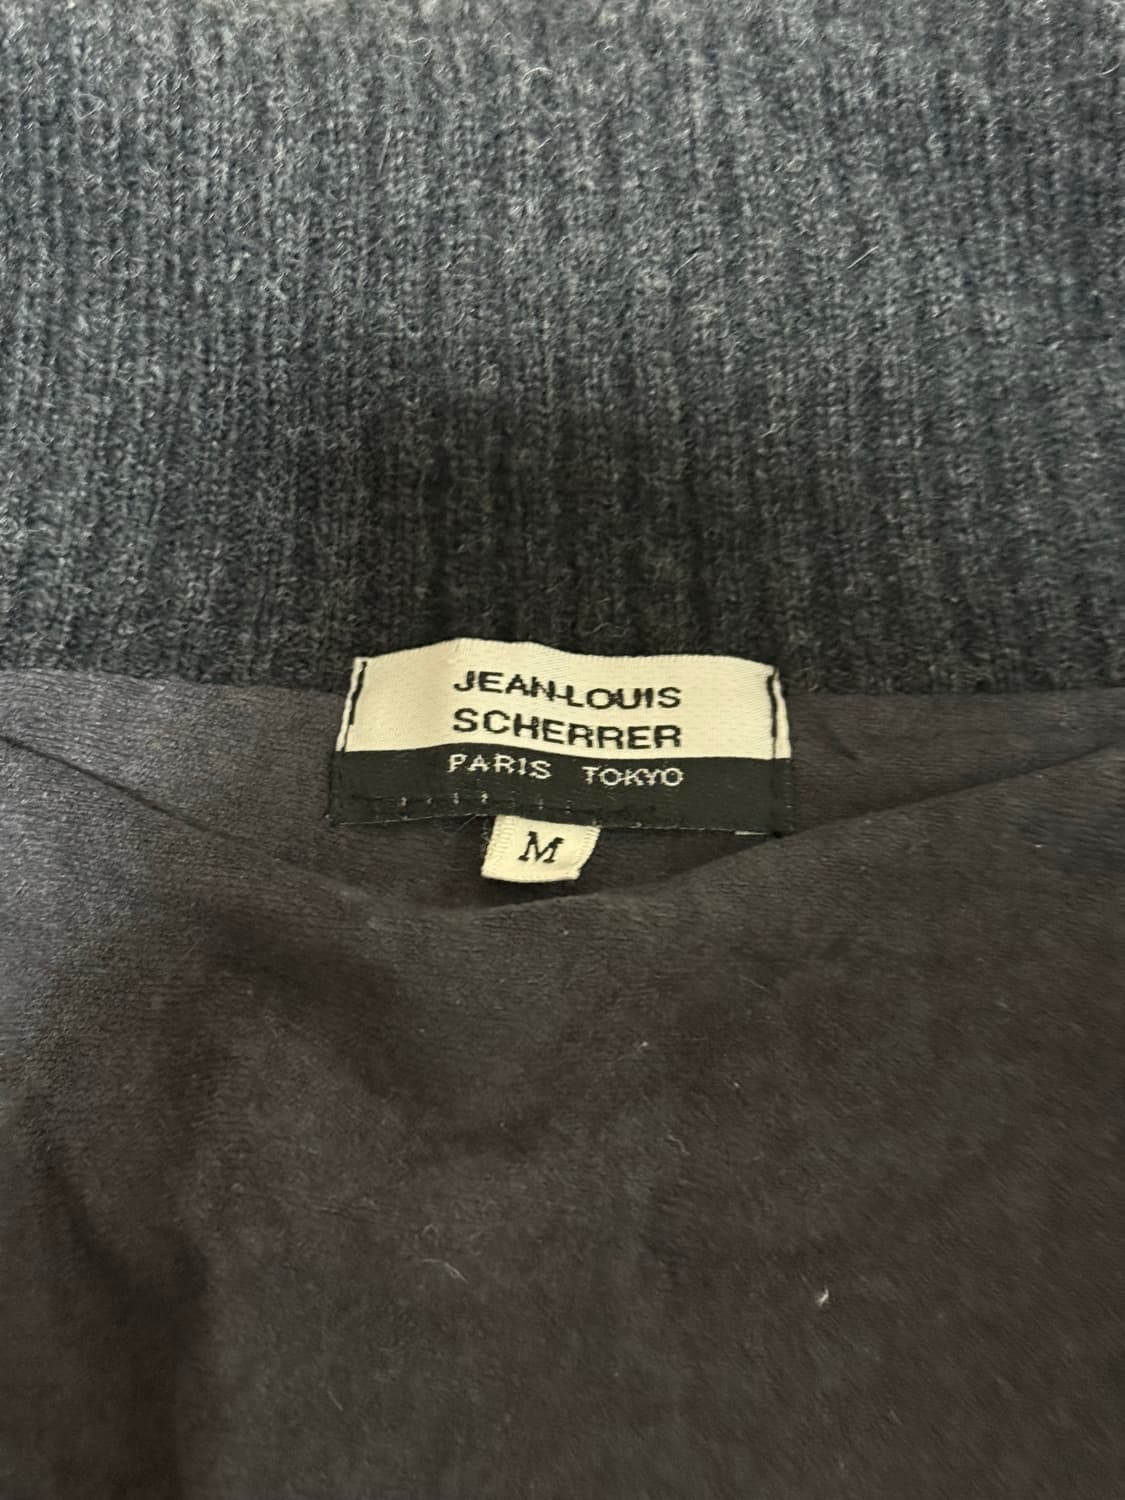 JEAN-LOUIS
SCHERRER
PARIS TOKYO
M